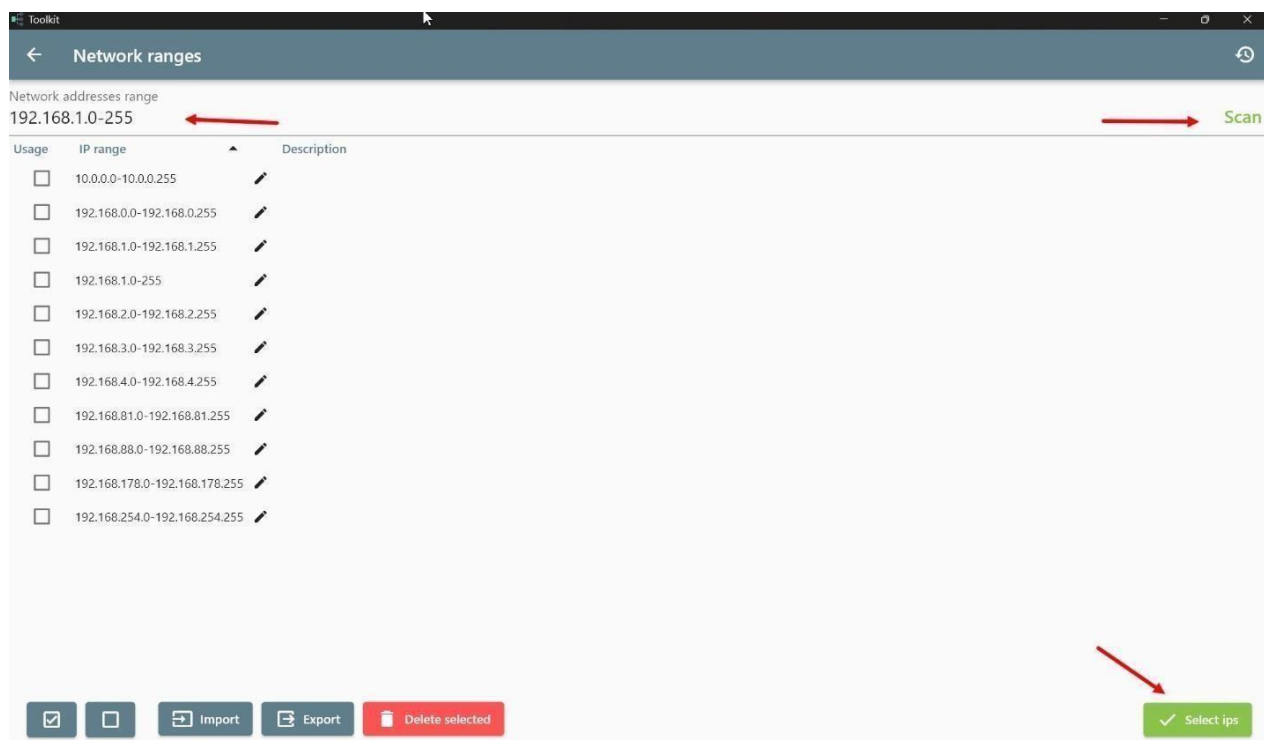 Toolkit
Network ranges
Network addresses range
192.168.1.0-255
Scan
Usage IP range Description
10.0.0.0-10.0.0.255
192.168.0.0-192.168.0.255
192.168.1.0-192.168.1.255
192.168.1.0-255
192.168.2.0-192.168.2.255
192.168.3.0-192.168.3.255
192.168.4.0-192.168.4.255
192.168.81.0-192.168.81.255
192.168.88.0-192.168.88.255
192.168.178.0-192.168.178.255
192.168.254.0-192.168.254.255
Import Export Delete selected Select ips